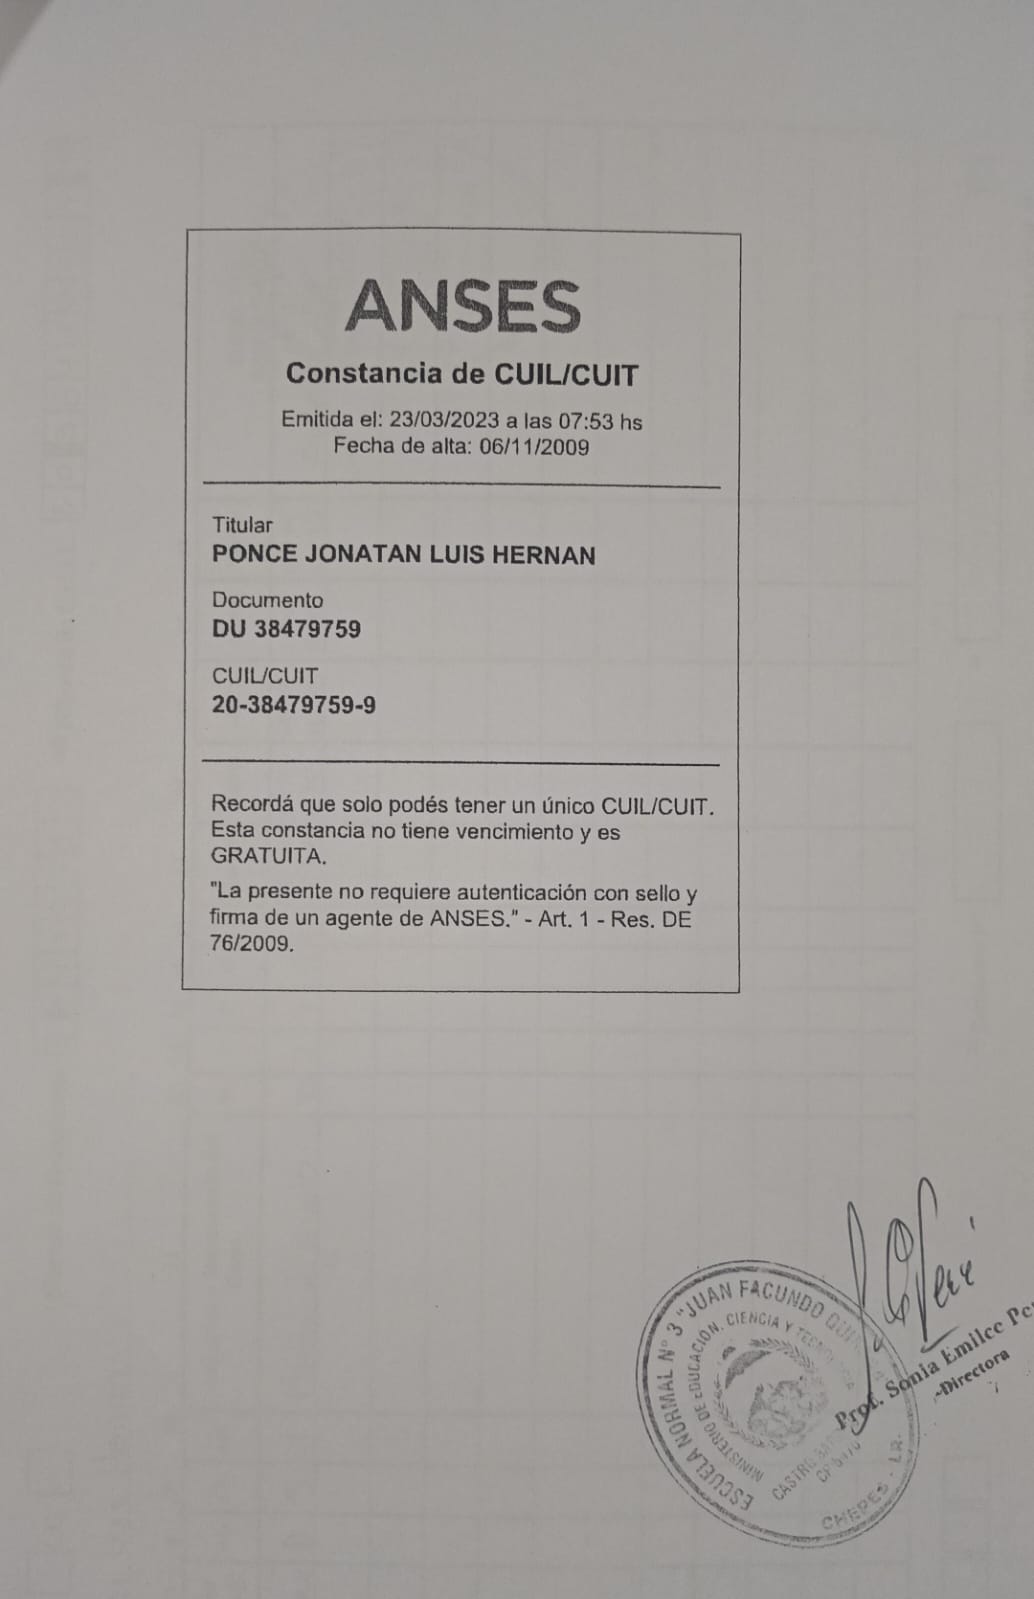 ANSES
Constancia de CUIL/CUIT
Emitida el: 23/03/2023 a las 07:53 hs
Fecha de alta: 06/11/2009
Titular
PONCE JONATAN LUIS HERNAN
Documento
DU 38479759
CUIL/CUIT
20-38479759-9
Recordá que solo podés tener un único CUIL/CUIT.
Esta constancia no tiene vencimiento y es
GRATUITA.
"La presente no requiere autenticación con sello y
firma de un agente de ANSES." - Art. 1 - Res. DE
76/2009.
ESCUELA NORMAL Nº 3 "JUAN FACUNDO
MINISTERIO DE EDUCACIÓN, CIENCIA Y
CHEPES - LR.
Prof. Sonia Emilce
Directora